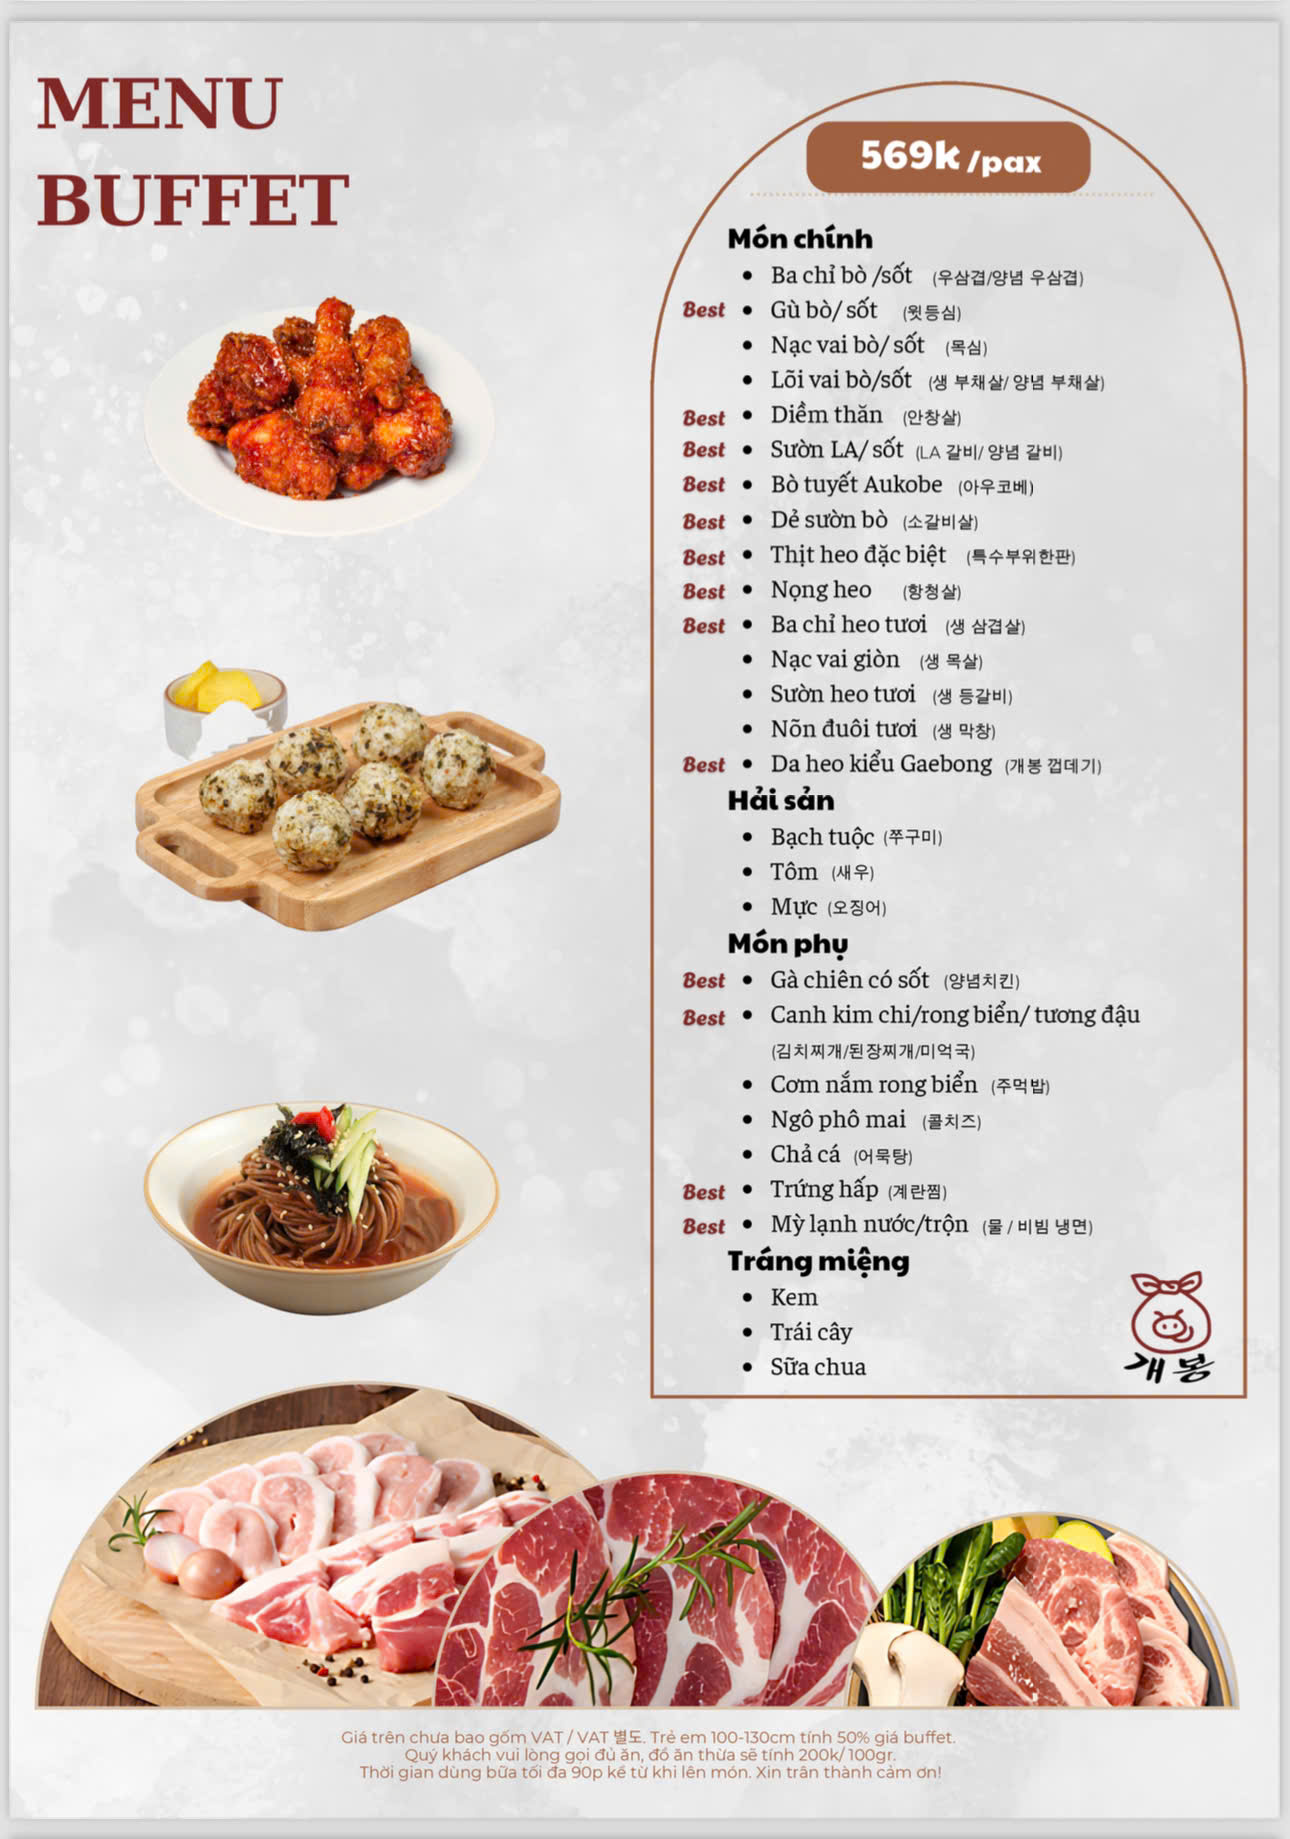 MENU
BUFFET
569k /pax
Món chính
• Ba chỉ bò /sốt (우삼겹/양념 우삼겹)
Best • Gù bò/ sốt (윗등심)
• Nạc vai bò/ sốt (목심)
• Lõi vai bò/sốt (생 부채살/ 양념 부채살)
Best • Diềm thăn (안창살)
Best • Sườn LA/ sốt (LA 갈비/ 양념 갈비)
Best • Bò tuyết Aukobe (아우코베)
Best • Dẻ sườn bò (소갈비살)
Best • Thịt heo đặc biệt (특수부위한판)
Best • Nọng heo (항청살)
Best • Ba chỉ heo tươi (생 삼겹살)
• Nạc vai giòn (생 목살)
• Sườn heo tươi (생 등갈비)
• Nõn đuôi tươi (생 막창)
Best • Da heo kiểu Gaebong (개봉 껍데기)
Hải sản
• Bạch tuộc (쭈구미)
• Tôm (새우)
• Mực (오징어)
Món phụ
Best • Gà chiên có sốt (양념치킨)
Best • Canh kim chi/rong biển/ tương đậu
(김치찌개/된장찌개/미역국)
• Cơm nắm rong biển (주먹밥)
• Ngô phô mai (콜치즈)
• Chả cá (어묵탕)
Best • Trứng hấp (계란찜)
Best • Mỳ lạnh nước/trộn (물 / 비빔 냉면)
Tráng miệng
• Kem
• Trái cây
• Sữa chua
개봉
Giá trên chưa bao gồm VAT / VAT 별도. Trẻ em 100-130cm tính 50% giá buffet.
Quý khách vui lòng gọi đủ ăn, đồ ăn thừa sẽ tính 200k/ 100gr.
Thời gian dùng bữa tối đa 90p kể từ khi lên món. Xin trân thành cảm ơn!